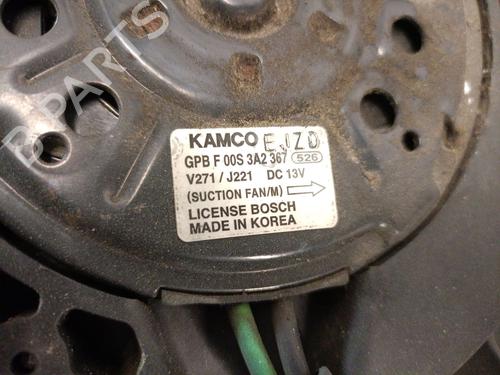 B-PARTS
KAMCO EJZD
GPB F 00S 3A2 367 526
V271 / J221 DC 13V
(SUCTION FAN/M)
LICENSE BOSCH
MADE IN KOREA